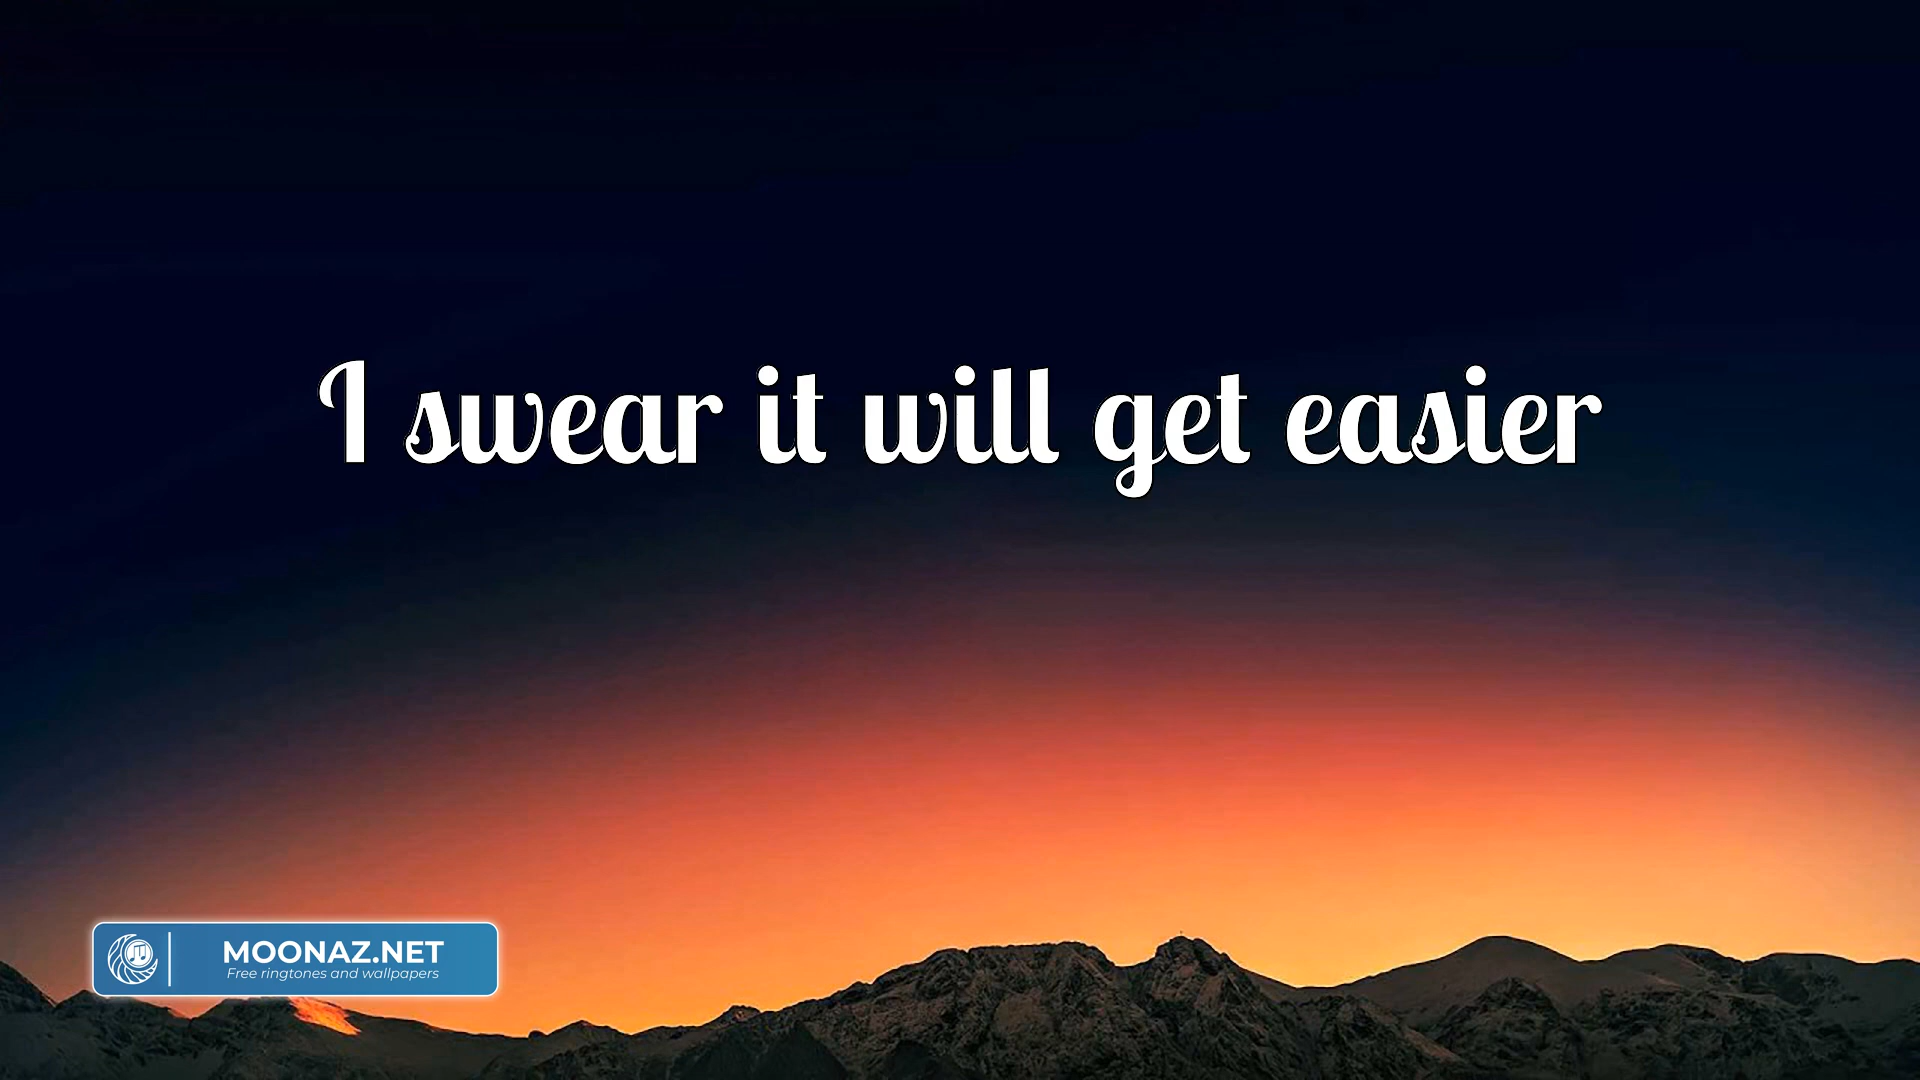 I swear it will get easier
MOONAZ.NET
Free ringtones and wallpapers